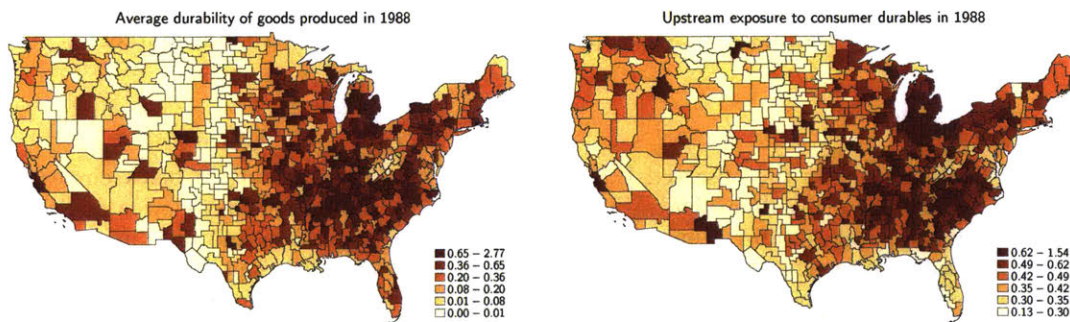 Average durability of goods produced in 1988
0.65 – 2.77
0.36 – 0.65
0.20 – 0.36
0.08 – 0.20
0.01 – 0.08
0.00 – 0.01
Upstream exposure to consumer durables in 1988
0.62 – 1.54
0.49 – 0.62
0.42 – 0.49
0.35 – 0.42
0.30 – 0.35
0.13 – 0.30